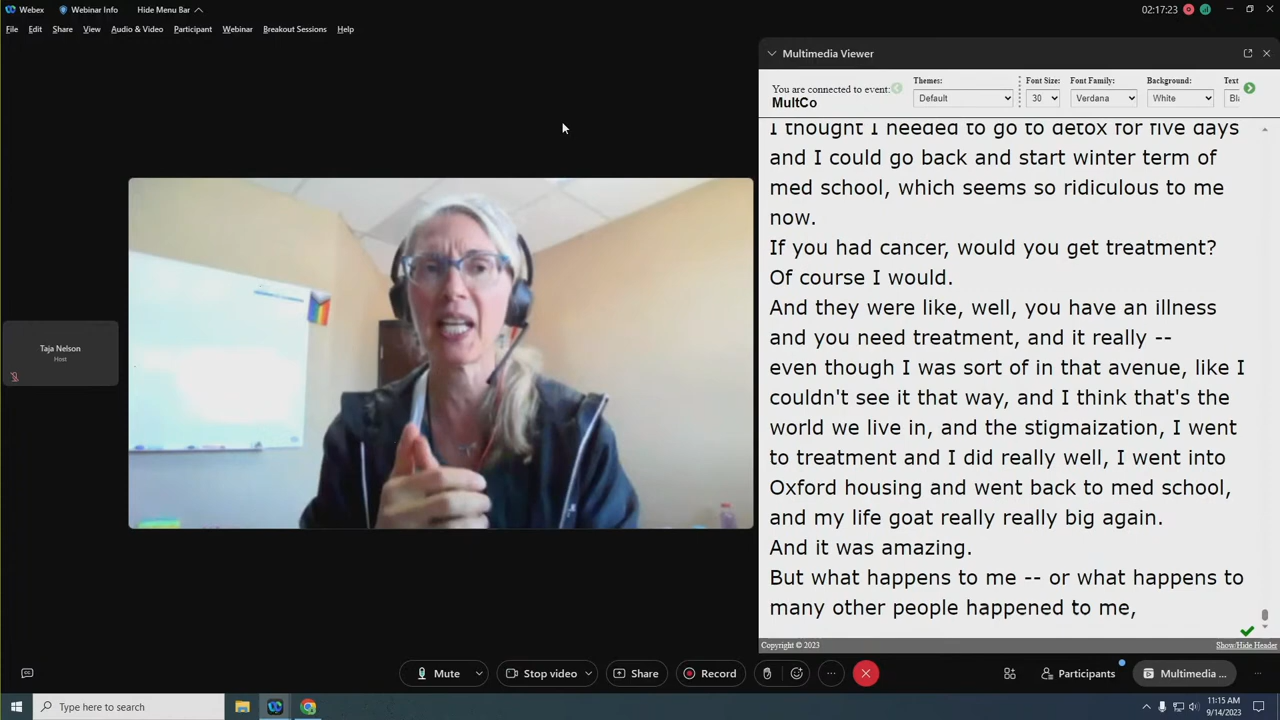 Webex
Webinar Info
Hide Menu Bar
02:17:23
File Edit Share View Audio & Video Participant Webinar Breakout Sessions Help
Multimedia Viewer
You are connected to event:
MultCo
Themes:
Default
Font Size:
30
Font Family:
Verdana
Background:
White
Text
Bla
I thought I needed to go to detox for five days
and I could go back and start winter term of
med school, which seems so ridiculous to me
now.
If you had cancer, would you get treatment?
Of course I would.
And they were like, well, you have an illness
and you need treatment, and it really --
even though I was sort of in that avenue, like I
couldn't see it that way, and I think that's the
world we live in, and the stigmaization, I went
to treatment and I did really well, I went into
Oxford housing and went back to med school,
and my life goat really really big again.
And it was amazing.
But what happens to me -- or what happens to
many other people happened to me,
Taja Nelson
Host
Copyright © 2023
Show/Hide Header
Mute
Stop video
Share
Record
Participants
Multimedia ...
Type here to search
11:15 AM
9/14/2023